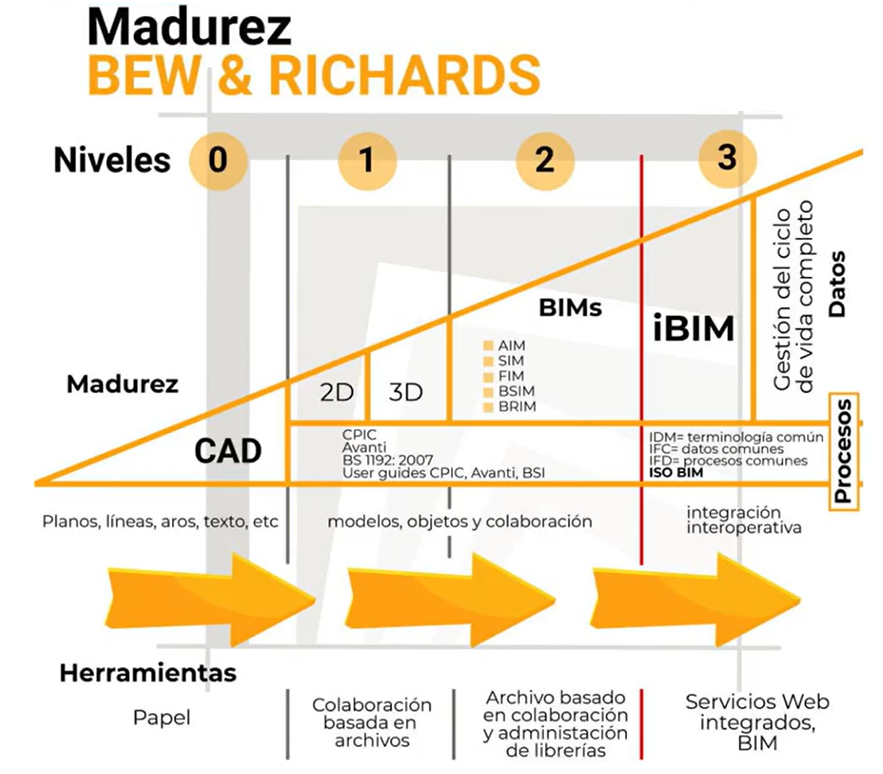 Madurez
BEW & RICHARDS
Niveles 0 1 2 3
Gestión del ciclo
de vida completo
Datos
BIMs
iBIM
AIM
SIM
FIM
BSIM
BRIM
Madurez
2D 3D
CAD
CPIC
Avanti
BS 1192: 2007
User guides CPIC, Avanti, BSI
IDM= terminología común
IFC= datos comunes
IFD= procesos comunes
ISO BIM
Procesos
Planos, líneas, aros, texto, etc
modelos, objetos y colaboración
integración
interoperativa
Herramientas
Papel
Colaboración
basada en
archivos
Archivo basado
en colaboración
y administación
de librerías
Servicios Web
integrados,
BIM